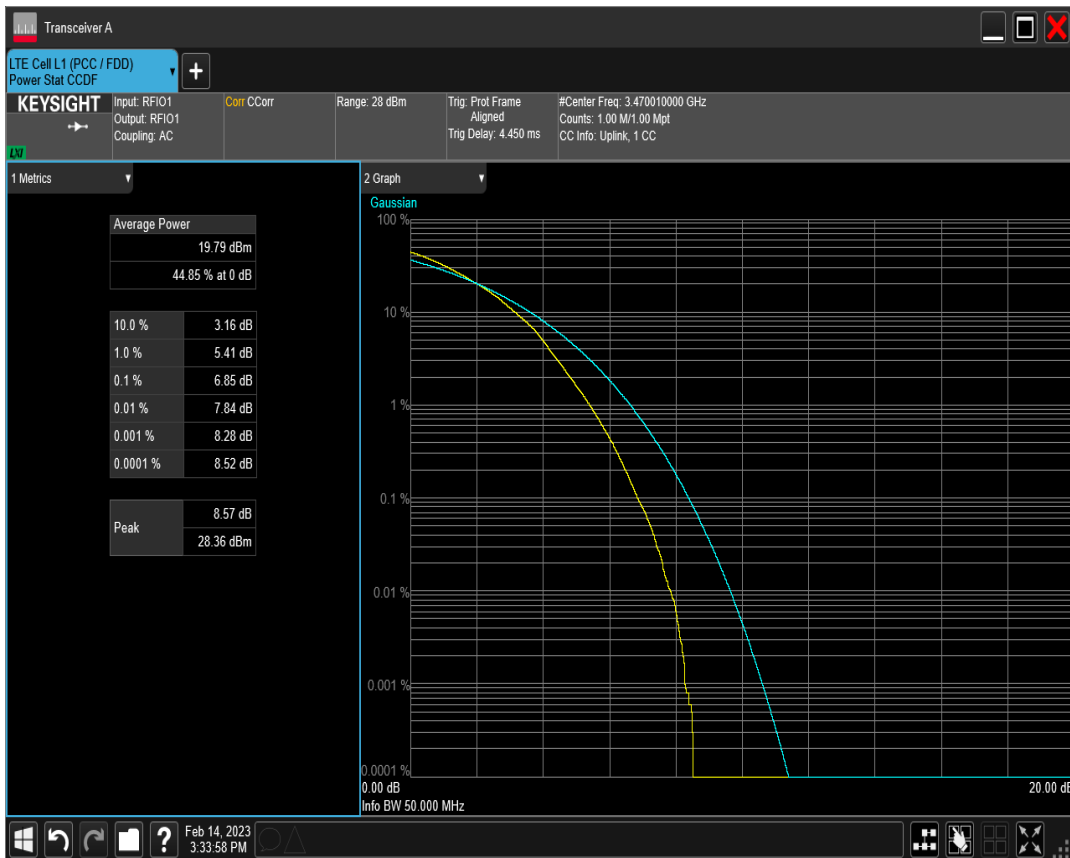 Transceiver A
LTE Cell L1 (PCC / FDD)
Power Stat CCDF
KEYSIGHT
LXI
Input: RFIO1
Output: RFIO1
Coupling: AC
Corr CCorr
Range: 28 dBm
Trig: Prot Frame
Aligned
Trig Delay: 4.450 ms
#Center Freq: 3.470010000 GHz
Counts: 1.00 M/1.00 Mpt
CC Info: Uplink, 1 CC
1 Metrics
Average Power
19.79 dBm
44.85 % at 0 dB
10.0 % 3.16 dB
1.0 % 5.41 dB
0.1 % 6.85 dB
0.01 % 7.84 dB
0.001 % 8.28 dB
0.0001 % 8.52 dB
Peak
8.57 dB
28.36 dBm
2 Graph
Gaussian
100 %
10 %
1 %
0.1 %
0.01 %
0.001 %
0.0001 %
0.00 dB 20.00 dB
Info BW 50.000 MHz
?
Feb 14, 2023
3:33:58 PM